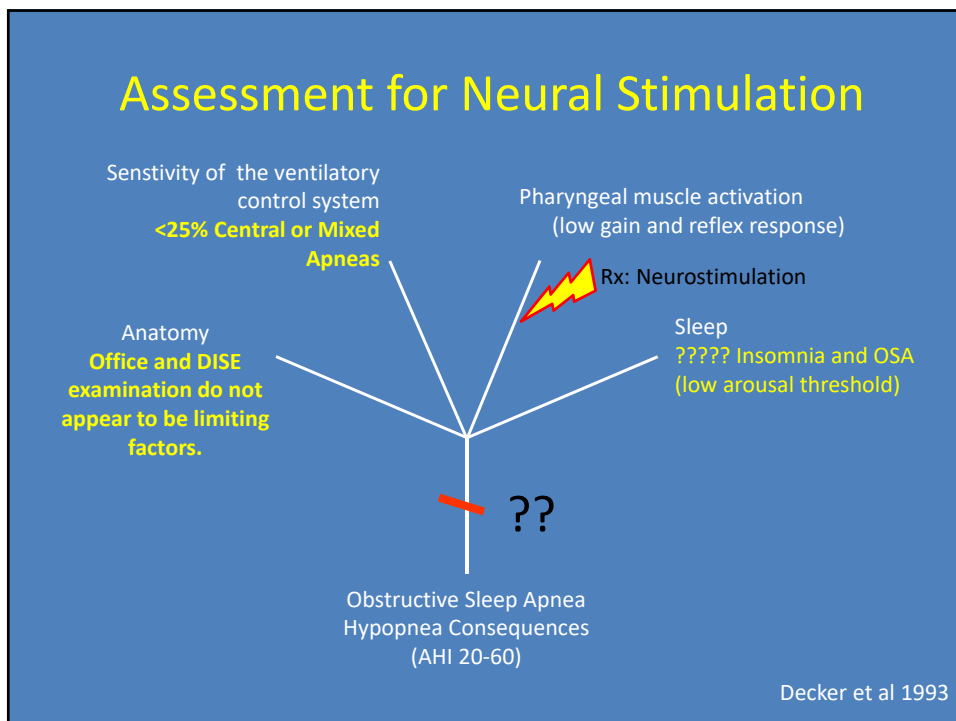 Assessment for Neural Stimulation
Senstivity of the ventilatory
control system
<25% Central or Mixed
Apneas
Pharyngeal muscle activation
(low gain and reflex response)
Rx: Neurostimulation
Anatomy
Office and DISE
examination do not
appear to be limiting
factors.
Sleep
????? Insomnia and OSA
(low arousal threshold)
??
Obstructive Sleep Apnea
Hypopnea Consequences
(AHI 20-60)
Decker et al 1993